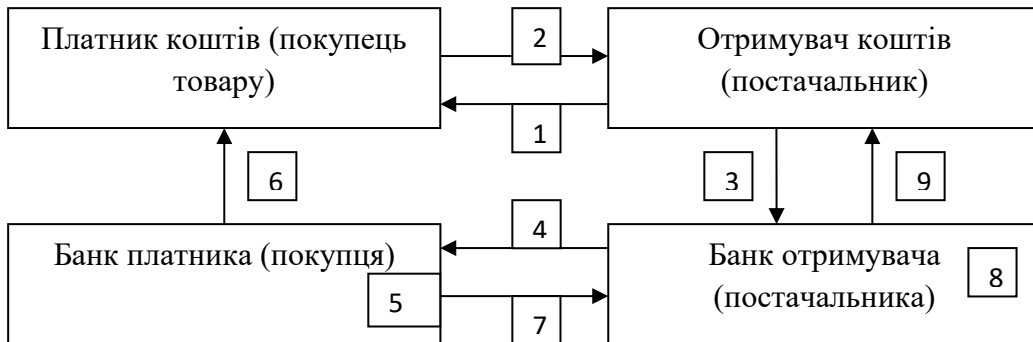 Платник коштів (покупець
товару)
2
Отримувач коштів
(постачальник)
1
6
3
9
Банк платника (покупця)
5
4
7
Банк отримувача
(постачальника)
8